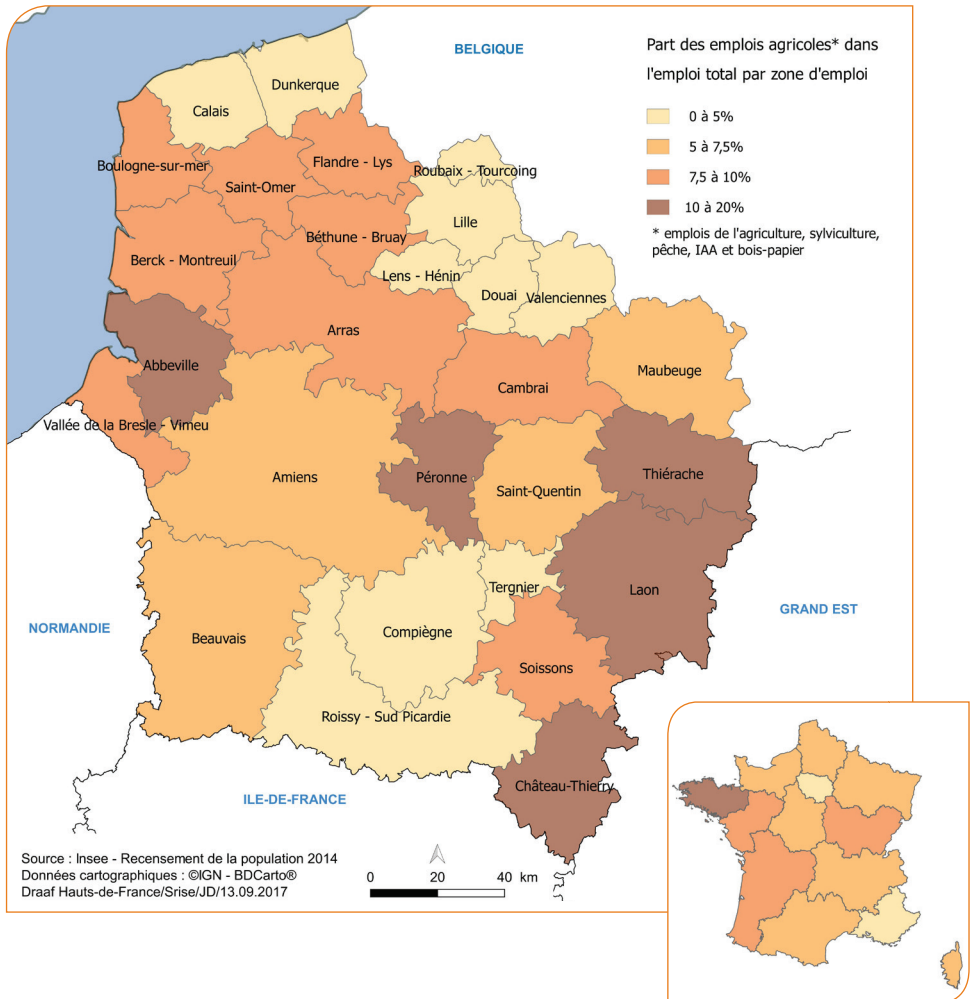 BELGIQUE
Part des emplois agricoles* dans
l'emploi total par zone d'emploi
0 à 5%
5 à 7,5%
7,5 à 10%
10 à 20%
* emplois de l'agriculture, sylviculture,
pêche, IAA et bois-papier
Dunkerque
Calais
Boulogne-sur-mer
Flandre - Lys
Roubaix - Tourcoing
Saint-Omer
Lille
Béthune - Bruay
Berck - Montreuil
Lens - Hénin
Douai
Valenciennes
Arras
Abbeville
Maubeuge
Cambrai
Vallée de la Bresle - Vimeu
Amiens
Péronne
Thiérache
Saint-Quentin
Tergnier
Laon
GRAND EST
NORMANDIE
Beauvais
Compiègne
Soissons
Roissy - Sud Picardie
Château-Thierry
ILE-DE-FRANCE
Source : Insee - Recensement de la population 2014
Données cartographiques : ©IGN - BDCarto®
Draaf Hauts-de-France/Srise/JD/13.09.2017
0 20 40 km